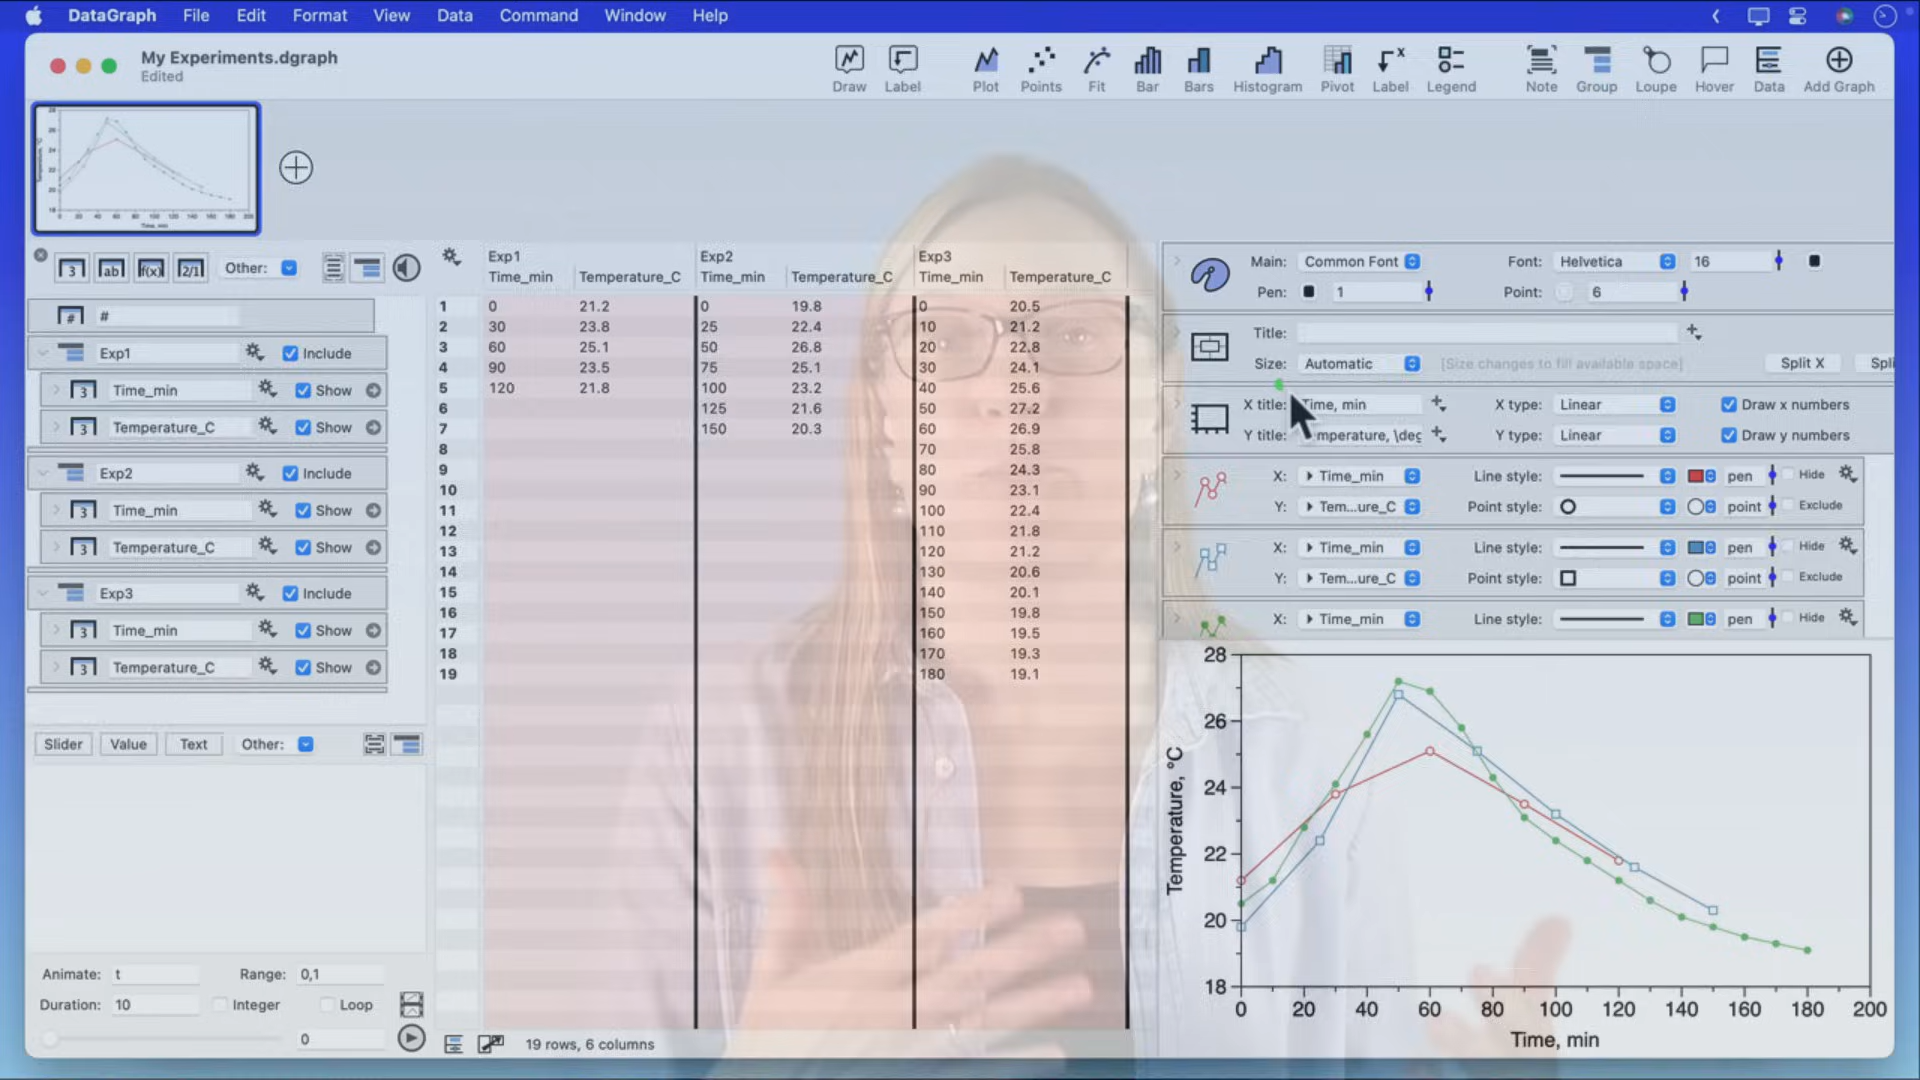 DataGraph File Edit Format View Data Command Window Help
My Experiments.dgraph
Edited
Draw Label Plot Points Fit Bar Bars Histogram Pivot Label Legend Note Group Loupe Hover Data Add Graph
3 ab f(x) 2/1 Other:
# #
Exp1 Include
3 Time_min Show
3 Temperature_C Show
Exp2 Include
3 Time_min Show
3 Temperature_C Show
Exp3 Include
3 Time_min Show
3 Temperature_C Show
Slider Value Text Other:
Animate: t Range: 0,1
Duration: 10 Integer Loop
0
Exp1 Exp2 Exp3
Time_min Temperature_C Time_min Temperature_C Time_min Temperature_C
1 0 21.2 0 19.8 0 20.5
2 30 23.8 25 22.4 10 21.2
3 60 25.1 50 26.8 20 22.8
4 90 23.5 75 25.1 30 24.1
5 120 21.8 100 23.2 40 25.6
6 125 21.6 50 27.2
7 150 20.3 60 26.9
8 70 25.8
9 80 24.3
10 90 23.1
11 100 22.4
12 110 21.8
13 120 21.2
14 130 20.6
15 140 20.1
16 150 19.8
17 160 19.5
18 170 19.3
19 180 19.1
19 rows, 6 columns
Main: Common Font Font: Helvetica 16
Pen: 1 Point: 6
Title:
Size: Automatic [Size changes to fill available space] Split X Spli
X title: Time, min X type: Linear Draw x numbers
Y title: mperature, \deg Y type: Linear Draw y numbers
X: Time_min Line style: pen Hide
Y: Tem...ure_C Point style: point Exclude
X: Time_min Line style: pen Hide
Y: Tem...ure_C Point style: point Exclude
X: Time_min Line style: pen Hide
28
26
24
22
20
18
Temperature, °C
0 20 40 60 80 100 120 140 160 180 200
Time, min